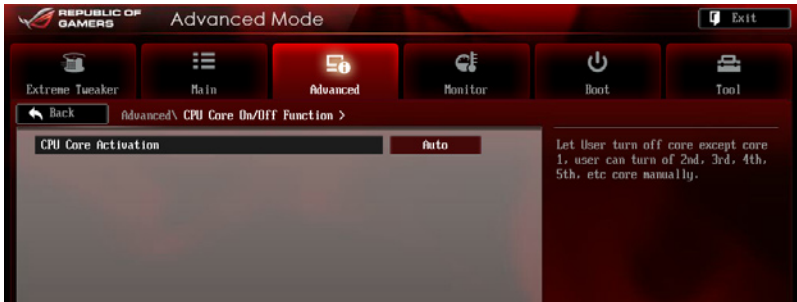 REPUBLIC OF
GAMERS
Advanced Mode
Exit
Extreme Tweaker
Main
Advanced
Monitor
Boot
Tool
Back
Advanced\ CPU Core On/Off Function >
CPU Core Activation
Auto
Let User turn off core except core
1, user can turn of 2nd, 3rd, 4th,
5th, etc core manually.